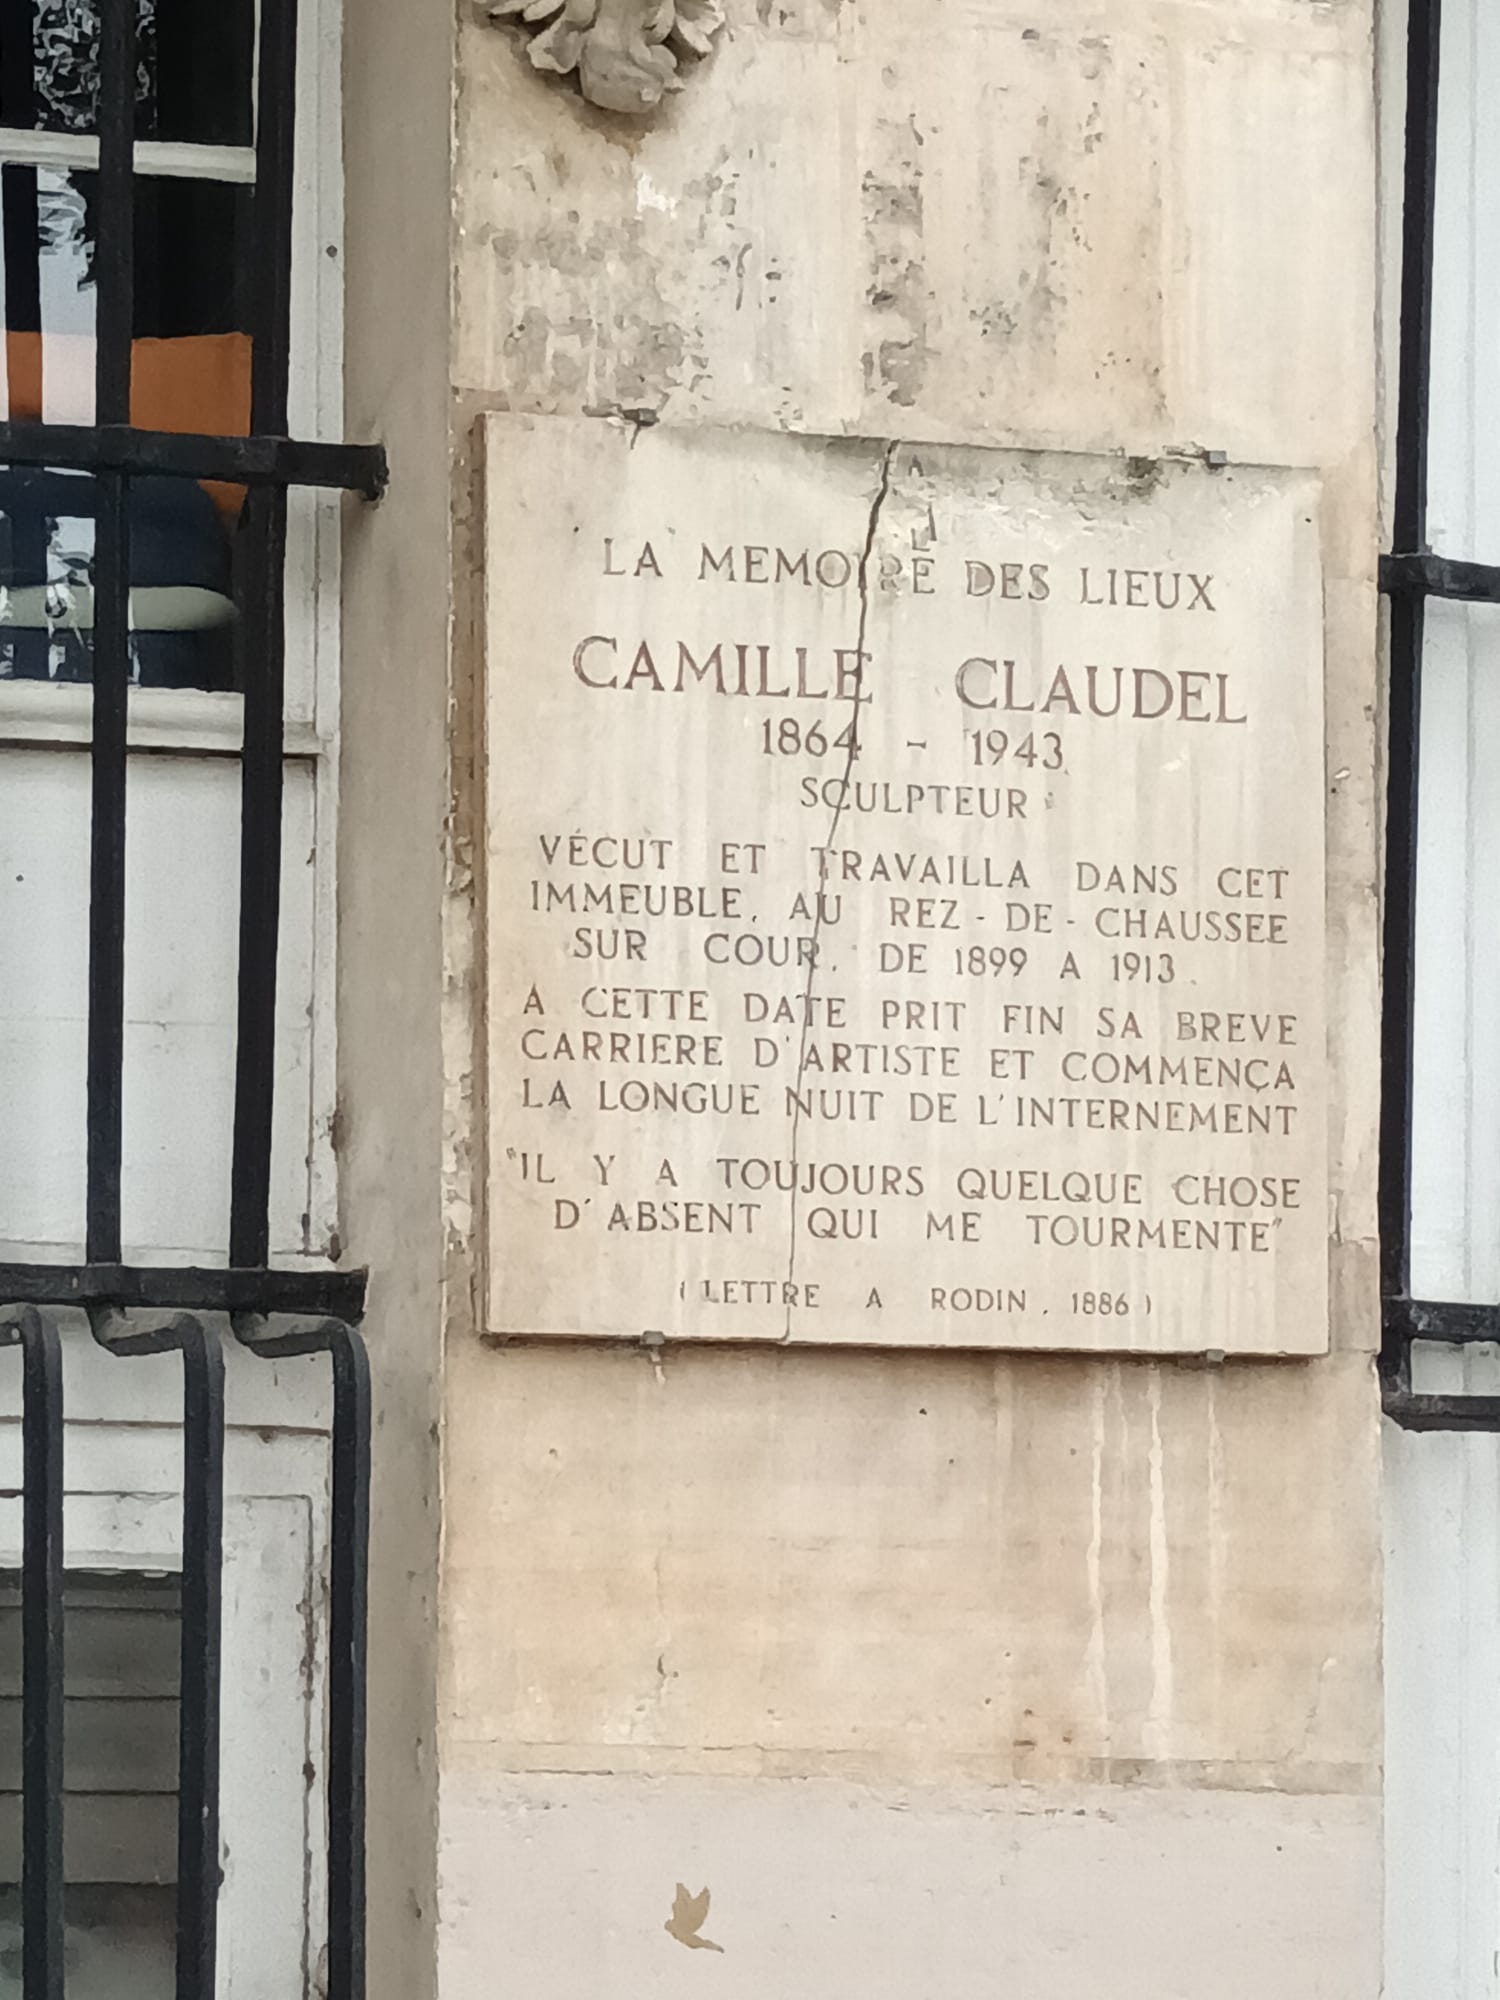 LA MEMOIRE DES LIEUX
CAMILLE CLAUDEL
1864 - 1943
SCULPTEUR
VÉCUT ET TRAVAILLA DANS CET
IMMEUBLE, AU REZ-DE-CHAUSSEE
SUR COUR, DE 1899 A 1913.
A CETTE DATE PRIT FIN SA BREVE
CARRIERE D'ARTISTE ET COMMENÇA
LA LONGUE NUIT DE L'INTERNEMENT
"IL Y A TOUJOURS QUELQUE CHOSE
D'ABSENT QUI ME TOURMENTE"
(LETTRE A RODIN, 1886)